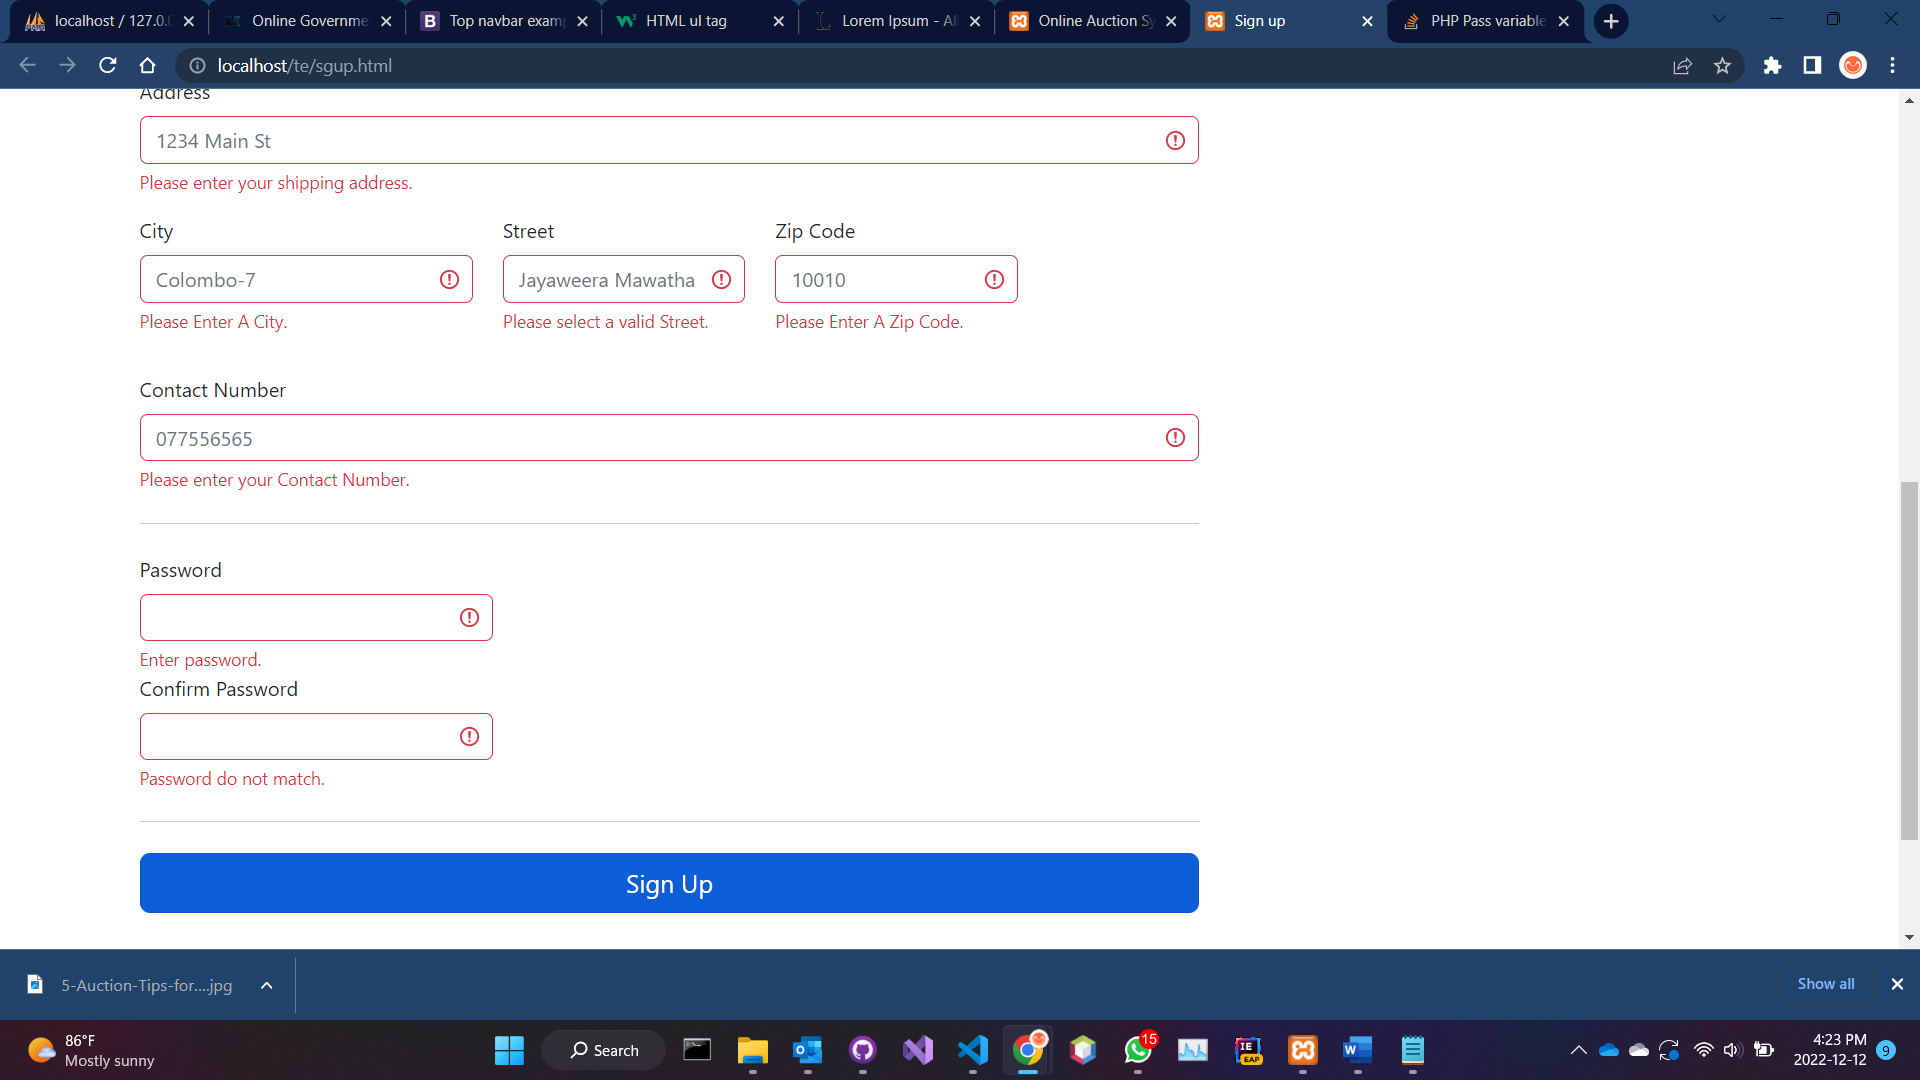 localhost / 127.0.0
Online Governme
Top navbar examp
HTML ul tag
Lorem Ipsum - All
Online Auction Sy
Sign up
PHP Pass variable
localhost/te/sgup.html
Address
1234 Main St
Please enter your shipping address.
City
Street
Zip Code
Colombo-7
Jayaweera Mawatha
10010
Please Enter A City.
Please select a valid Street.
Please Enter A Zip Code.
Contact Number
077556565
Please enter your Contact Number.
Password
Enter password.
Confirm Password
Password do not match.
Sign Up
5-Auction-Tips-for....jpg
Show all
86°F
Mostly sunny
Search
15
IE
EAP
W
4:23 PM
2022-12-12
9